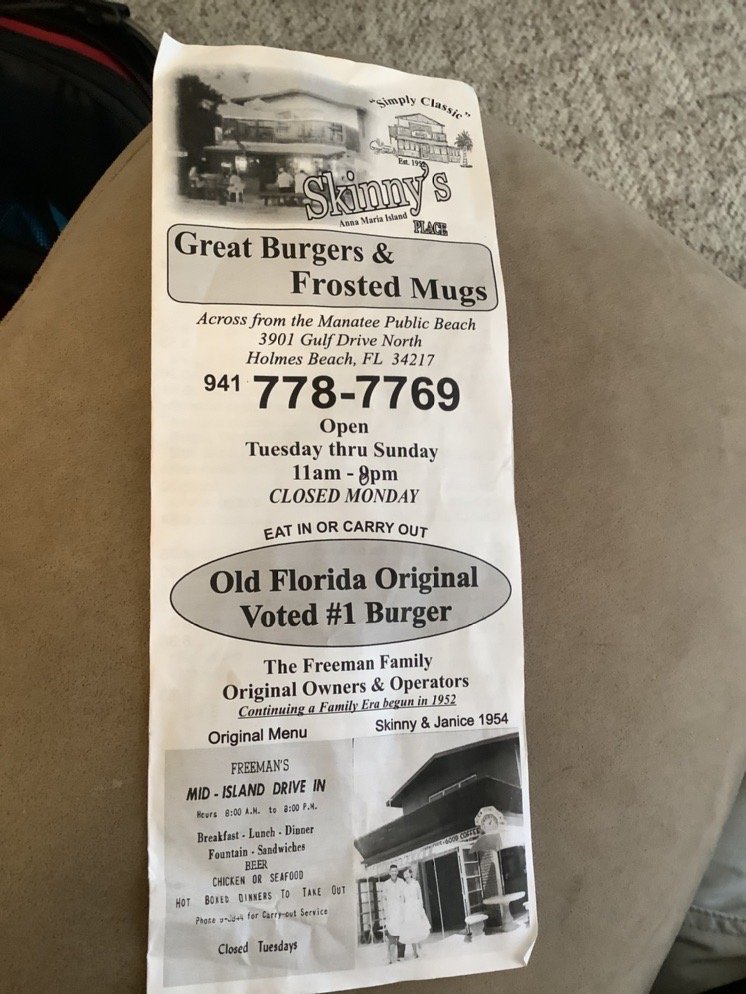 "Simply Classic"
Skinny's
Anna Maria Island
PLACE
Great Burgers &
Frosted Mugs
Across from the Manatee Public Beach
3901 Gulf Drive North
Holmes Beach, FL 34217
941 778-7769
Open
Tuesday thru Sunday
11am - 8pm
CLOSED MONDAY
EAT IN OR CARRY OUT
Old Florida Original
Voted #1 Burger
The Freeman Family
Original Owners & Operators
Continuing a Family Era begun in 1952
Original Menu
Skinny & Janice 1954
FREEMAN'S
MID - ISLAND DRIVE IN
Hours 8:00 A.M. to 8:00 P.M.
Breakfast - Lunch - Dinner
Fountain - Sandwiches
BEER
CHICKEN OR SEAFOOD
HOT BOXED DINNERS TO TAKE OUT
Phone for Carry-out Service
Closed Tuesdays
GOOD COFFEE